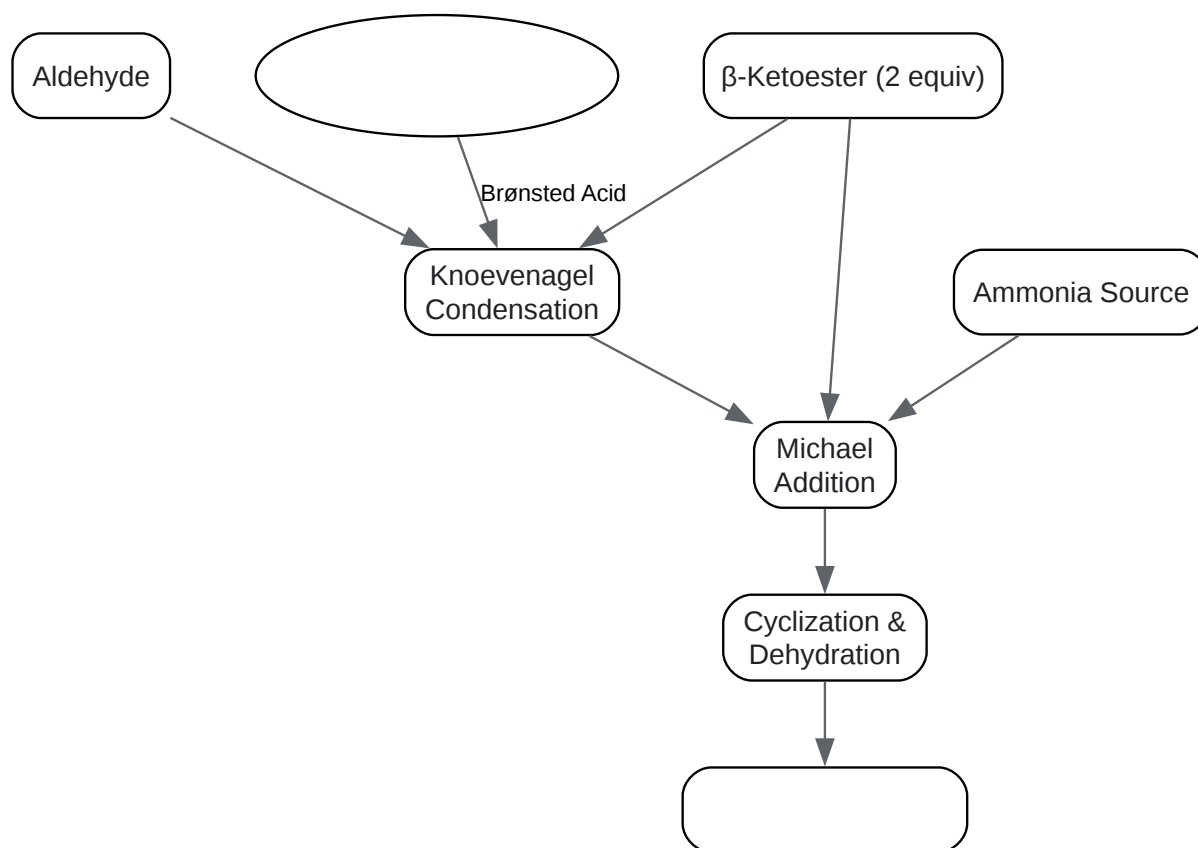 Aldehyde
β-Ketoester (2 equiv)
Brønsted Acid
Knoevenagel
Condensation
Ammonia Source
Michael
Addition
Cyclization &
Dehydration